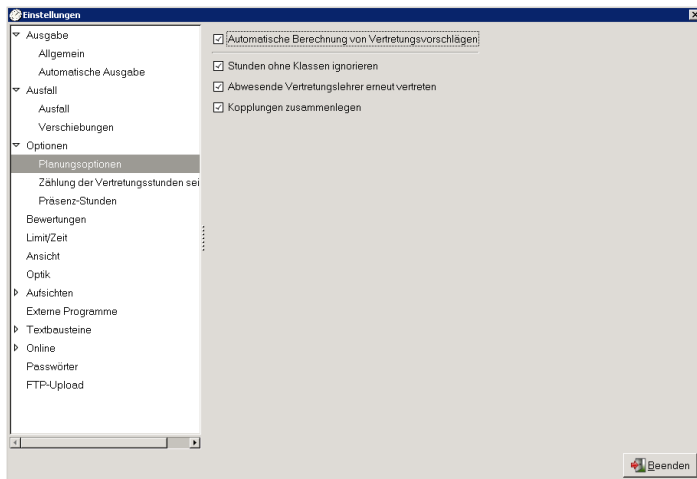 Einstellungen
Ausgabe
Allgemein
Automatische Ausgabe
Ausfall
Ausfall
Verschiebungen
Optionen
Planungsoptionen
Zählung der Vertretungsstunden sei
Präsenz-Stunden
Bewertungen
Limit/Zeit
Ansicht
Optik
Aufsichten
Externe Programme
Textbausteine
Online
Passwörter
FTP-Upload
Automatische Berechnung von Vertretungsvorschlägen
Stunden ohne Klassen ignorieren
Abwesende Vertretungslehrer erneut vertreten
Kopplungen zusammenlegen
Beenden